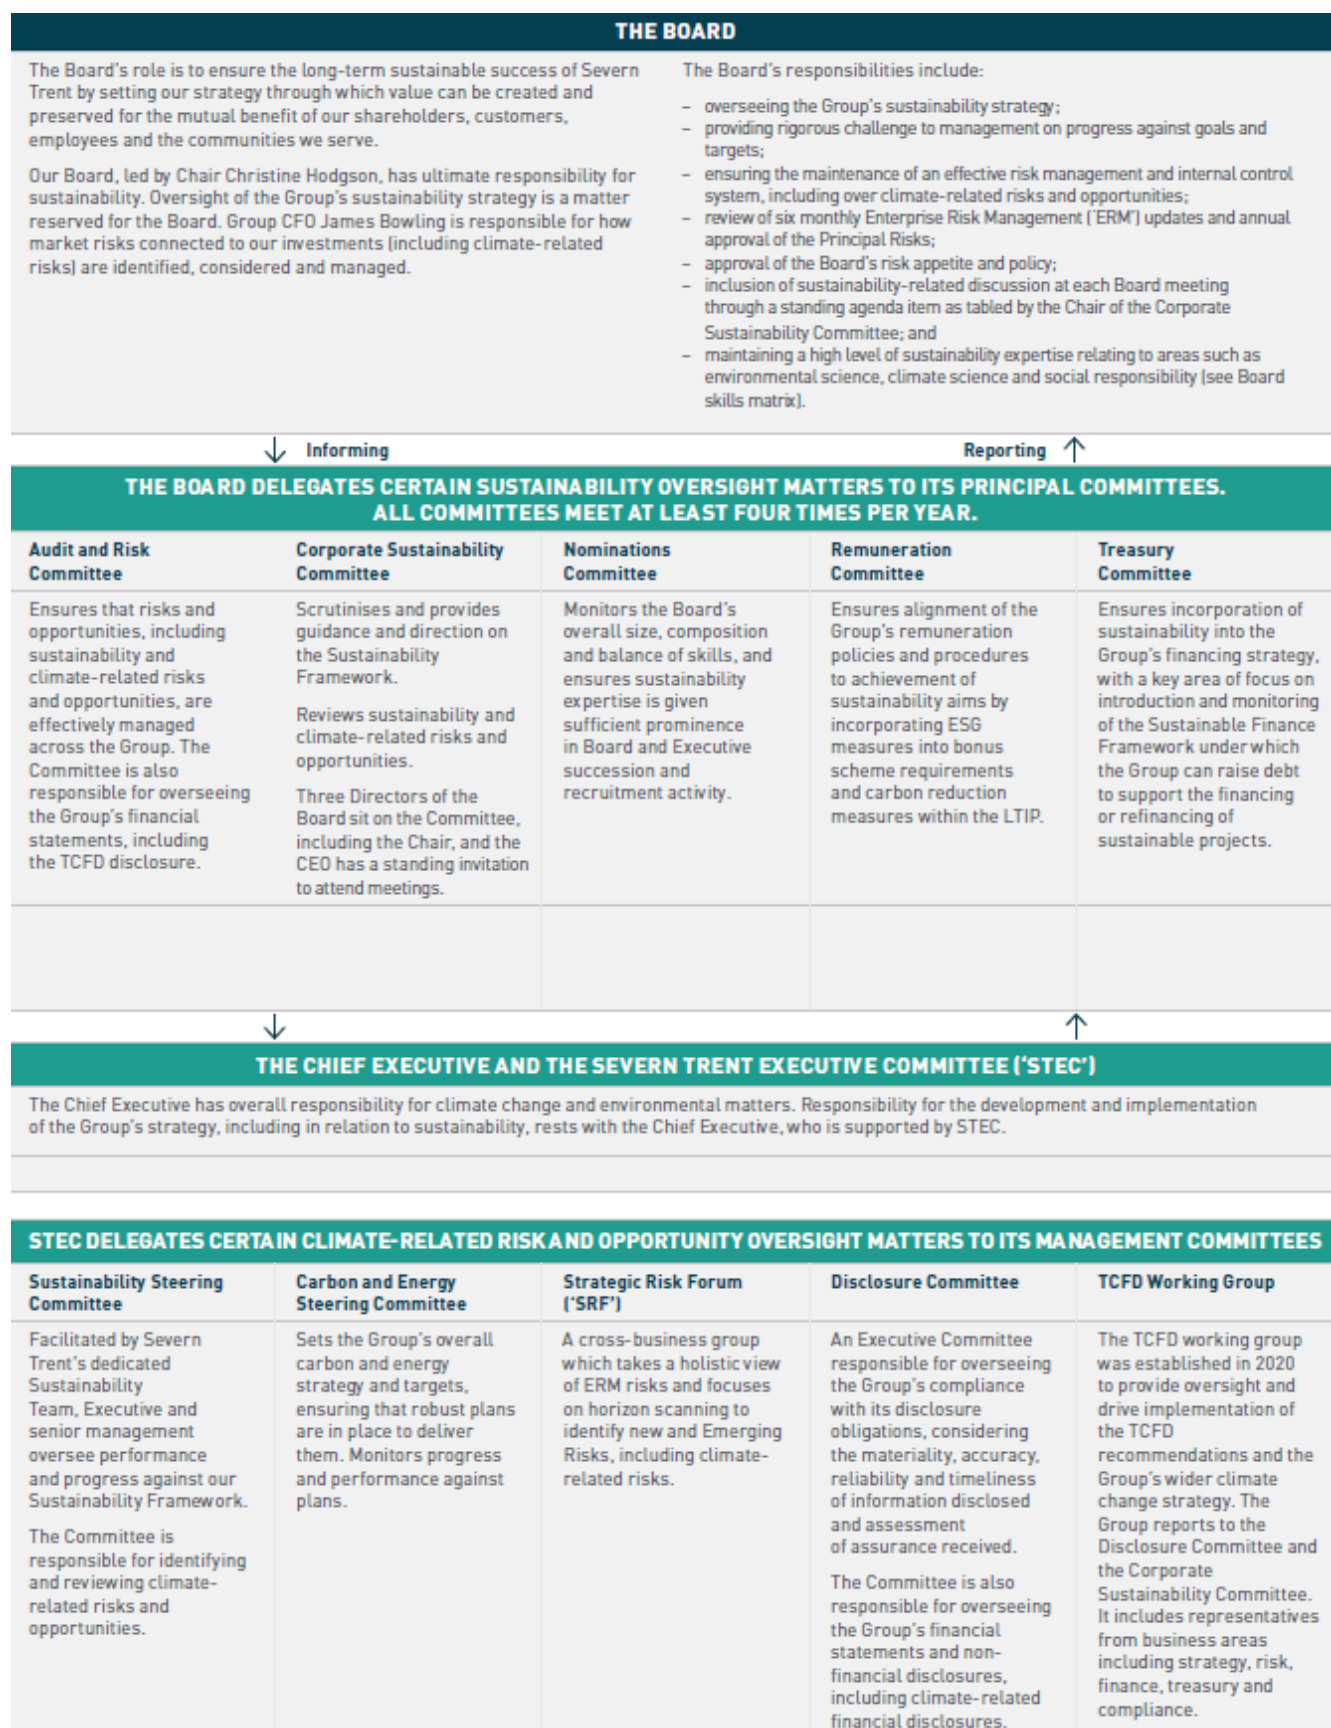 THE BOARD
The Board's role is to ensure the long-term sustainable success of Severn
Trent by setting our strategy through which value can be created and
preserved for the mutual benefit of our shareholders, customers,
employees and the communities we serve.
Our Board, led by Chair Christine Hodgson, has ultimate responsibility for
sustainability. Oversight of the Group's sustainability strategy is a matter
reserved for the Board. Group CFO James Bowling is responsible for how
market risks connected to our investments (including climate-related
risks) are identified, considered and managed.
The Board's responsibilities include:
– overseeing the Group's sustainability strategy;
– providing rigorous challenge to management on progress against goals and
targets;
– ensuring the maintenance of an effective risk management and internal control
system, including over climate-related risks and opportunities;
– review of six monthly Enterprise Risk Management ('ERM') updates and annual
approval of the Principal Risks;
– approval of the Board's risk appetite and policy;
– inclusion of sustainability-related discussion at each Board meeting
through a standing agenda item as tabled by the Chair of the Corporate
Sustainability Committee; and
– maintaining a high level of sustainability expertise relating to areas such as
environmental science, climate science and social responsibility (see Board
skills matrix).
↓ Informing
Reporting ↑
THE BOARD DELEGATES CERTAIN SUSTAINABILITY OVERSIGHT MATTERS TO ITS PRINCIPAL COMMITTEES.
ALL COMMITTEES MEET AT LEAST FOUR TIMES PER YEAR.
Audit and Risk
Committee
Ensures that risks and
opportunities, including
sustainability and
climate-related risks
and opportunities, are
effectively managed
across the Group. The
Committee is also
responsible for overseeing
the Group's financial
statements, including
the TCFD disclosure.
Corporate Sustainability
Committee
Scrutinises and provides
guidance and direction on
the Sustainability
Framework.
Reviews sustainability and
climate-related risks and
opportunities.
Three Directors of the
Board sit on the Committee,
including the Chair, and the
CEO has a standing invitation
to attend meetings.
Nominations
Committee
Monitors the Board's
overall size, composition
and balance of skills, and
ensures sustainability
expertise is given
sufficient prominence
in Board and Executive
succession and
recruitment activity.
Remuneration
Committee
Ensures alignment of the
Group's remuneration
policies and procedures
to achievement of
sustainability aims by
incorporating ESG
measures into bonus
scheme requirements
and carbon reduction
measures within the LTIP.
Treasury
Committee
Ensures incorporation of
sustainability into the
Group's financing strategy,
with a key area of focus on
introduction and monitoring
of the Sustainable Finance
Framework under which
the Group can raise debt
to support the financing
or refinancing of
sustainable projects.
↓ ↑
THE CHIEF EXECUTIVE AND THE SEVERN TRENT EXECUTIVE COMMITTEE ('STEC')
The Chief Executive has overall responsibility for climate change and environmental matters. Responsibility for the development and implementation
of the Group's strategy, including in relation to sustainability, rests with the Chief Executive, who is supported by STEC.
STEC DELEGATES CERTAIN CLIMATE-RELATED RISK AND OPPORTUNITY OVERSIGHT MATTERS TO ITS MANAGEMENT COMMITTEES
Sustainability Steering
Committee
Facilitated by Severn
Trent's dedicated
Sustainability
Team, Executive and
senior management
oversee performance
and progress against our
Sustainability Framework.
The Committee is
responsible for identifying
and reviewing climate-
related risks and
opportunities.
Carbon and Energy
Steering Committee
Sets the Group's overall
carbon and energy
strategy and targets,
ensuring that robust plans
are in place to deliver
them. Monitors progress
and performance against
plans.
Strategic Risk Forum
('SRF')
A cross-business group
which takes a holistic view
of ERM risks and focuses
on horizon scanning to
identify new and Emerging
Risks, including climate-
related risks.
Disclosure Committee
An Executive Committee
responsible for overseeing
the Group's compliance
with its disclosure
obligations, considering
the materiality, accuracy,
reliability and timeliness
of information disclosed
and assessment
of assurance received.
The Committee is also
responsible for overseeing
the Group's financial
statements and non-
financial disclosures,
including climate-related
financial disclosures.
TCFD Working Group
The TCFD working group
was established in 2020
to provide oversight and
drive implementation of
the TCFD
recommendations and the
Group's wider climate
change strategy. The
Group reports to the
Disclosure Committee and
the Corporate
Sustainability Committee.
It includes representatives
from business areas
including strategy, risk,
finance, treasury and
compliance.